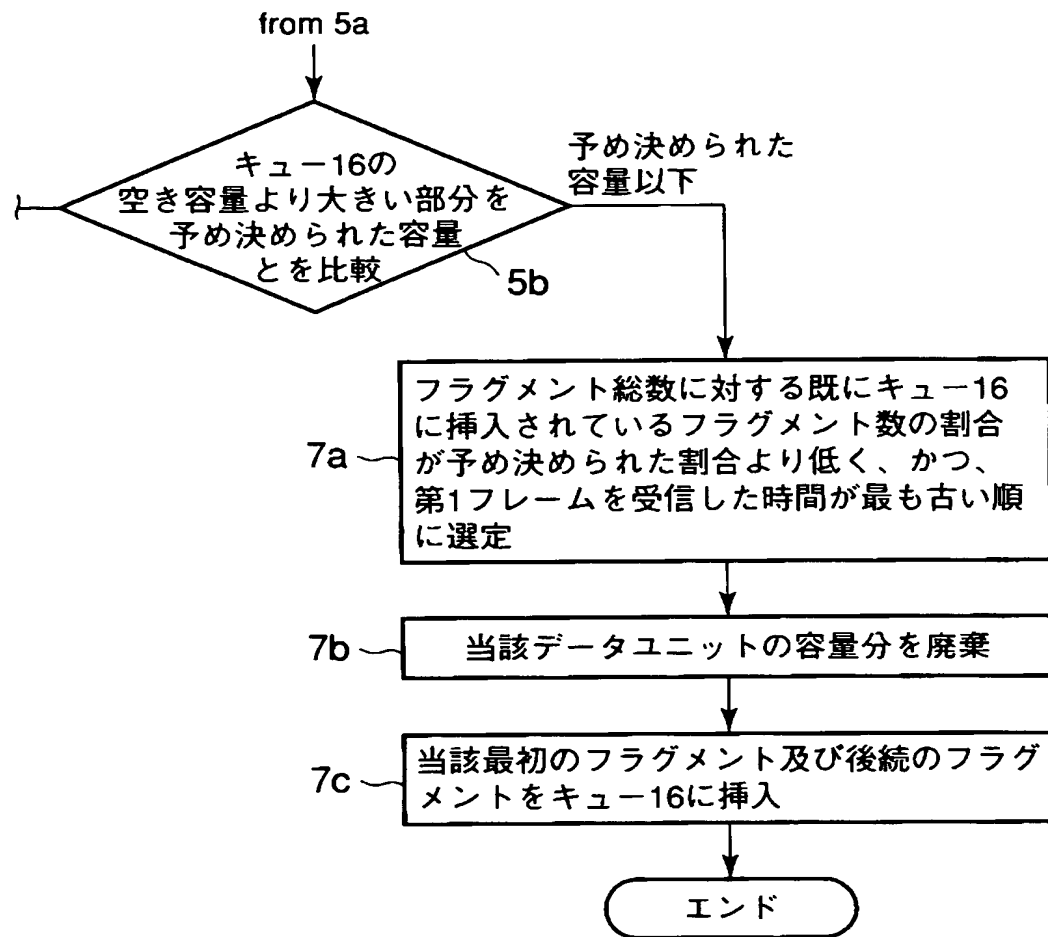 from 5a
キュー16の
空き容量より大きい部分を
予め決められた容量
とを比較
予め決められた
容量以下
5b
7a
フラグメント総数に対する既にキュー16
に挿入されているフラグメント数の割合
が予め決められた割合より低く、かつ、
第1フレームを受信した時間が最も古い順
に選定
7b
当該データユニットの容量分を廃棄
7c
当該最初のフラグメント及び後続のフラグ
メントをキュー16に挿入
エンド